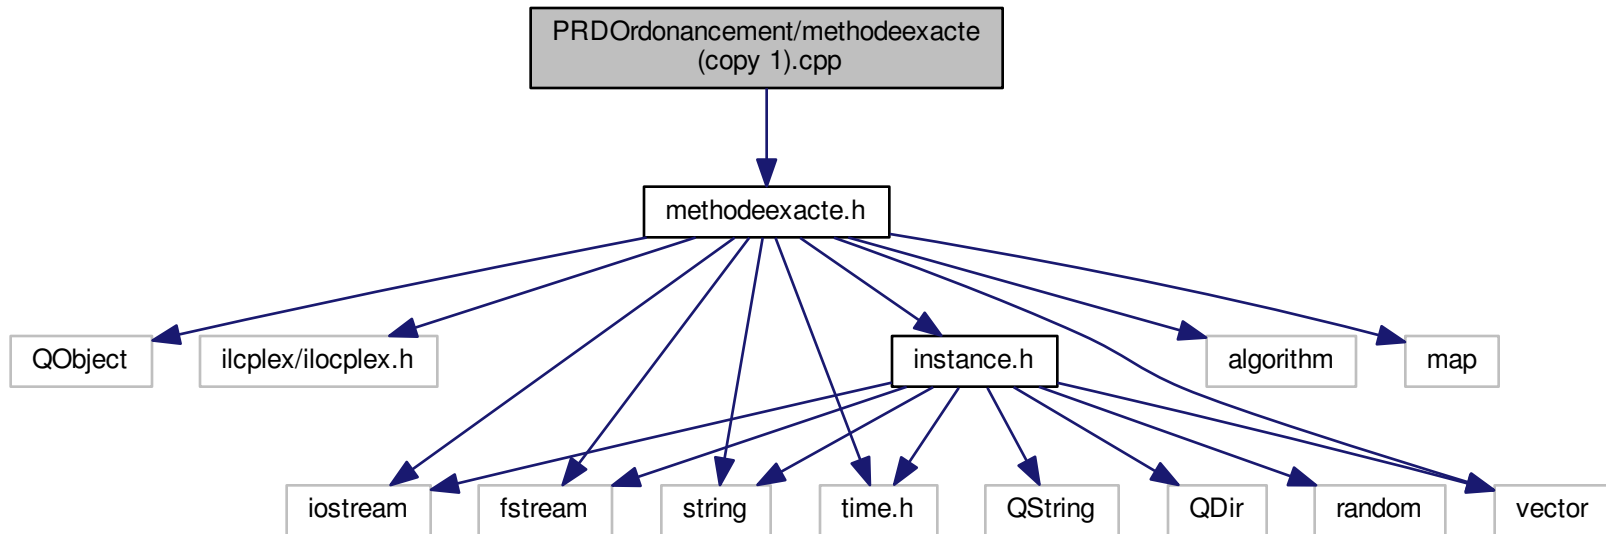 PRDOrdonancement/methodeexacte
(copy 1).cpp
methodeexacte.h
QObject
ilcplex/ilocplex.h
instance.h
algorithm
map
iostream
fstream
string
time.h
QString
QDir
random
vector